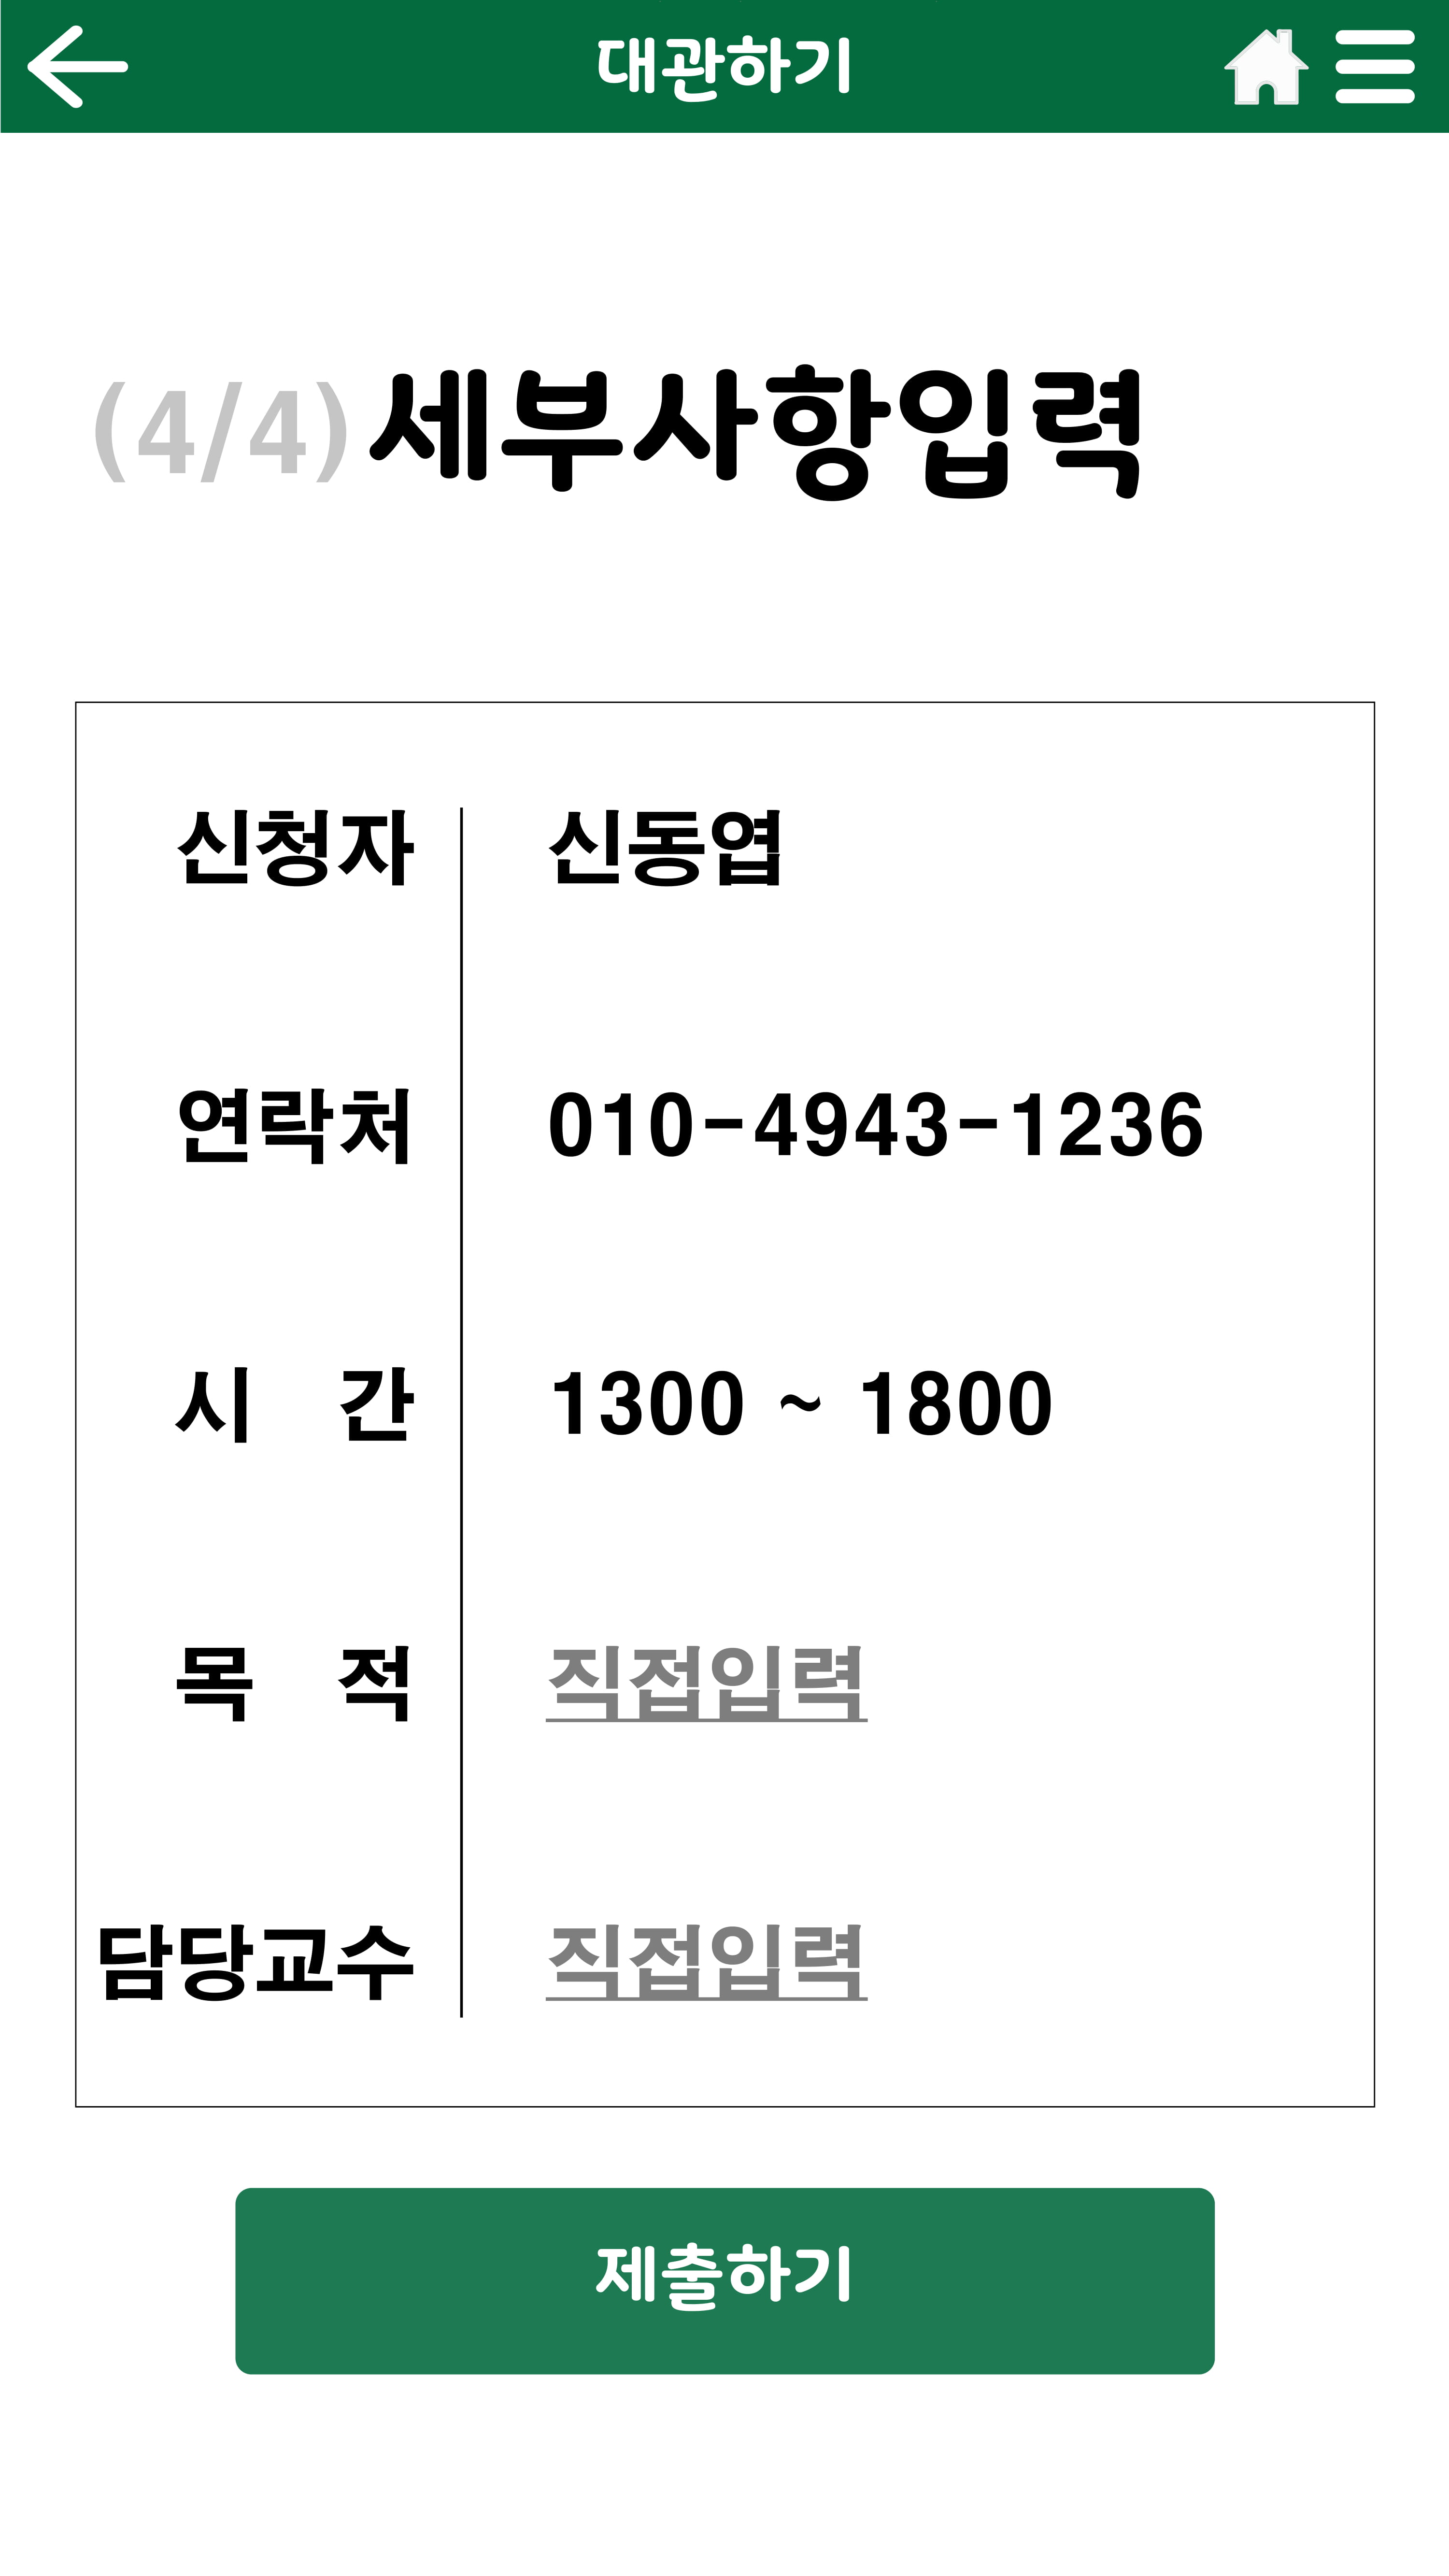 대관하기
(4/4) 세부사항입력
신청자 신동엽
연락처 010-4943-1236
시 간 1300 ~ 1800
목 적 직접입력
담당교수 직접입력
제출하기